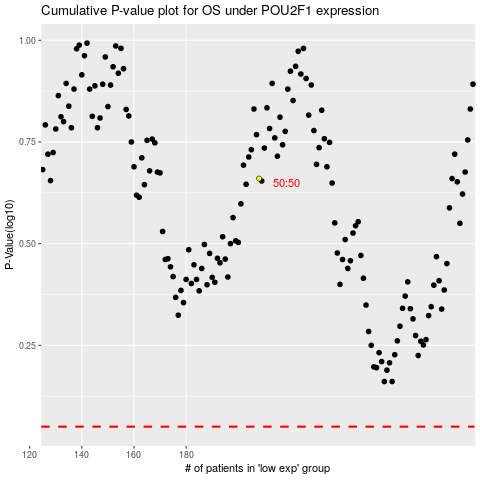 Cumulative P-value plot for OS under POU2F1 expression
P-Value(log10)
1.00
0.75
0.50
0.25
50:50
120 140 160 180
# of patients in 'low exp' group